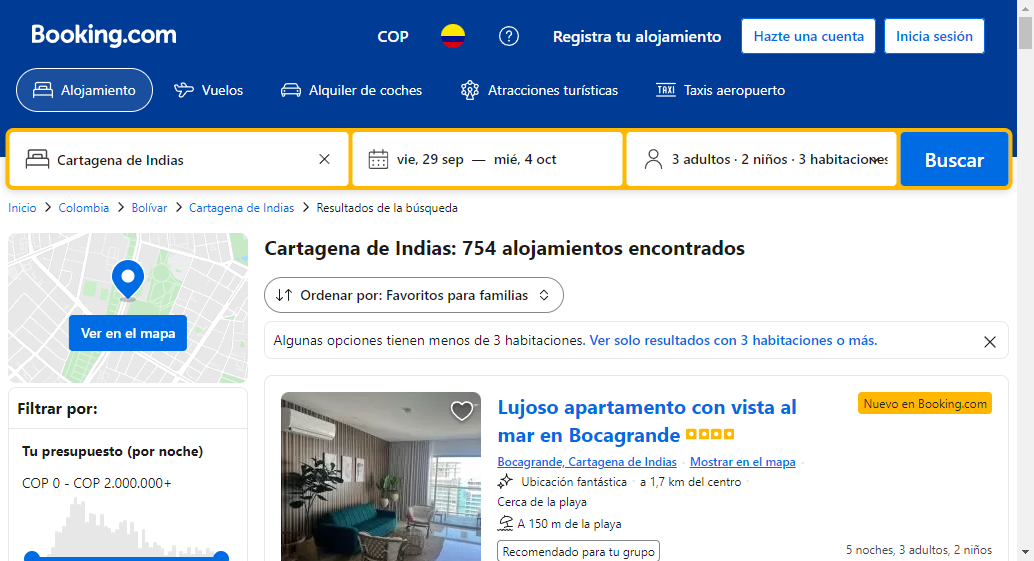 Booking.com
COP
Registra tu alojamiento
Hazte una cuenta
Inicia sesión
Alojamiento
Vuelos
Alquiler de coches
Atracciones turísticas
TAXI Taxis aeropuerto
Cartagena de Indias
vie, 29 sep — mié, 4 oct
3 adultos · 2 niños · 3 habitaciones
Buscar
Inicio > Colombia > Bolívar > Cartagena de Indias > Resultados de la búsqueda
Ver en el mapa
Filtrar por:
Tu presupuesto (por noche)
COP 0 - COP 2.000.000+
Cartagena de Indias: 754 alojamientos encontrados
Ordenar por: Favoritos para familias
Algunas opciones tienen menos de 3 habitaciones. Ver solo resultados con 3 habitaciones o más.
Lujoso apartamento con vista al
mar en Bocagrande
Nuevo en Booking.com
Bocagrande, Cartagena de Indias · Mostrar en el mapa ·
Ubicación fantástica · a 1,7 km del centro ·
Cerca de la playa
A 150 m de la playa
Recomendado para tu grupo
5 noches, 3 adultos, 2 niños